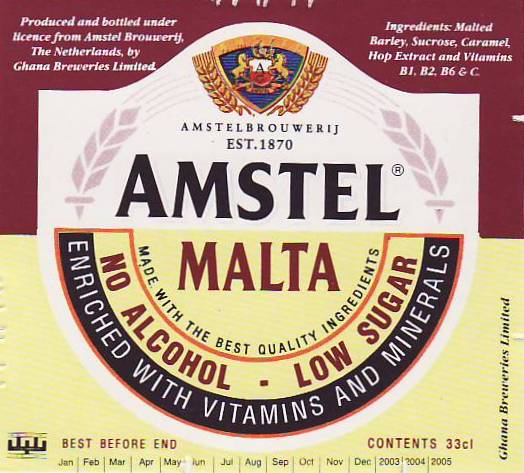 Produced and bottled under
licence from Amstel Brouwerij,
The Netherlands, by
Ghana Breweries Limited.
Ingredients: Malted
Barley, Sucrose, Caramel,
Hop Extract and Vitamins
B1, B2, B6 & C.
AMSTELBROUWERIJ
EST.1870
AMSTEL®
MALTA
MADE WITH THE BEST QUALITY INGREDIENTS
NO ALCOHOL - LOW SUGAR
ENRICHED WITH VITAMINS AND MINERALS
Ghana Breweries Limited
BEST BEFORE END
CONTENTS 33cl
Jan Feb Mar Apr May Jun Jul Aug Sep Oct Nov Dec 2003 2004 2005